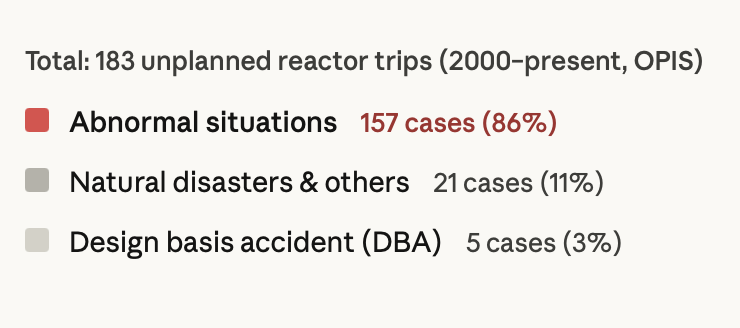 Total: 183 unplanned reactor trips (2000–present, OPIS)
Abnormal situations 157 cases (86%)
Natural disasters & others 21 cases (11%)
Design basis accident (DBA) 5 cases (3%)